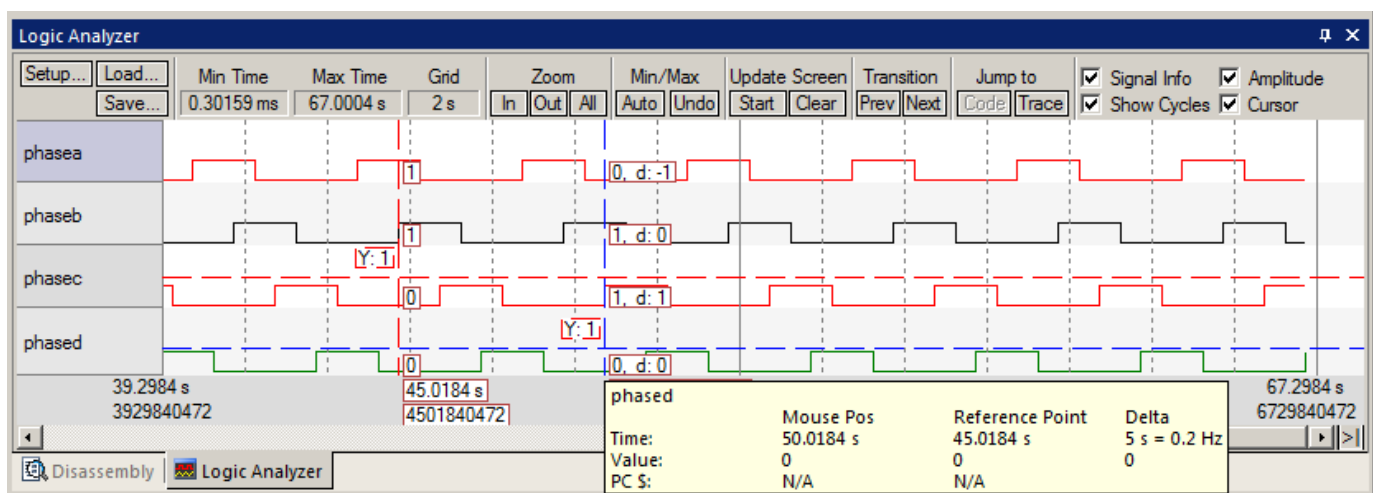 Logic Analyzer
Setup... Load... Min Time Max Time Grid Zoom Min/Max Update Screen Transition Jump to Signal Info Amplitude
Save... 0.30159 ms 67.0004 s 2 s In Out All Auto Undo Start Clear Prev Next Code Trace Show Cycles Cursor
phasea
1 0, d: -1
phaseb
1 1, d: 0
Y: 1
phasec
0 1, d: 1
Y: 1
phased
0 0, d: 0
39.2984 s 45.0184 s 67.2984 s
3929840472 4501840472 6729840472
phased
Mouse Pos Reference Point Delta
Time: 50.0184 s 45.0184 s 5 s = 0.2 Hz
Value: 0 0 0
PC $: N/A N/A
>|
Disassembly Logic Analyzer